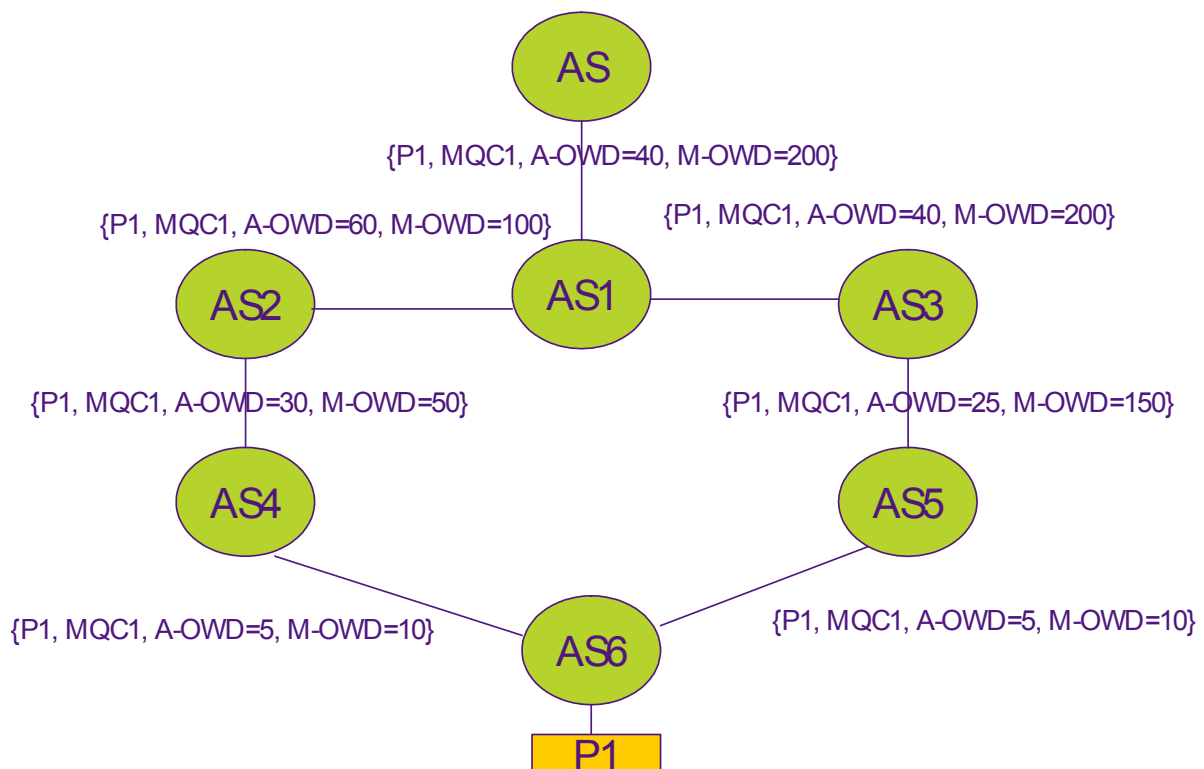 AS
{P1, MQC1, A-OWD=40, M-OWD=200}
{P1, MQC1, A-OWD=60, M-OWD=100}
{P1, MQC1, A-OWD=40, M-OWD=200}
AS2
AS1
AS3
{P1, MQC1, A-OWD=30, M-OWD=50}
{P1, MQC1, A-OWD=25, M-OWD=150}
AS4
AS5
{P1, MQC1, A-OWD=5, M-OWD=10}
{P1, MQC1, A-OWD=5, M-OWD=10}
AS6
P1